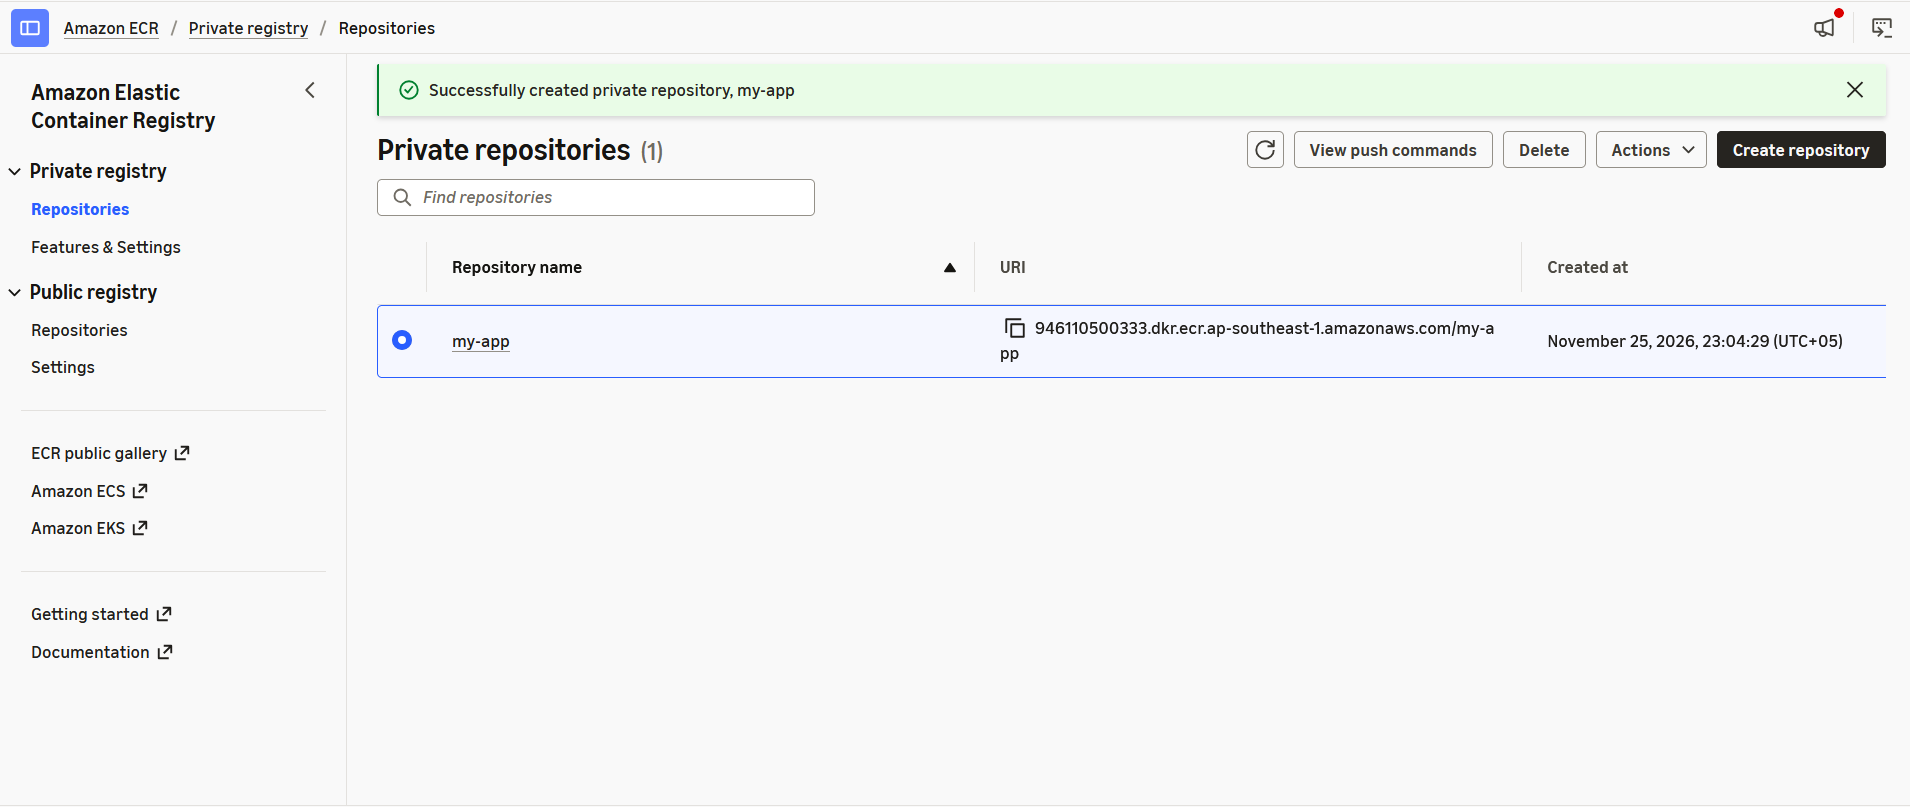 Amazon ECR / Private registry / Repositories
Amazon Elastic
Container Registry
Private registry
Repositories
Features & Settings
Public registry
Repositories
Settings
ECR public gallery
Amazon ECS
Amazon EKS
Getting started
Documentation
Successfully created private repository, my-app
Private repositories (1)
View push commands
Delete
Actions
Create repository
Find repositories
Repository name
URI
Created at
my-app
946110500333.dkr.ecr.ap-southeast-1.amazonaws.com/my-a
pp
November 25, 2026, 23:04:29 (UTC+05)